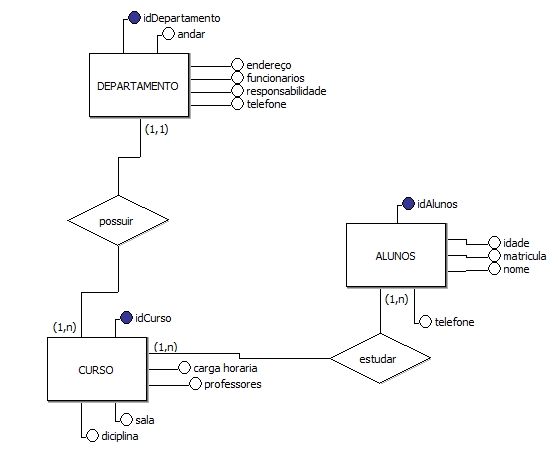 idDepartamento
andar
DEPARTAMENTO
endereço
funcionarios
responsabilidade
telefone
(1,1)
possuir
idAlunos
ALUNOS
idade
matricula
nome
(1,n)
telefone
estudar
(1,n)
idCurso
CURSO
(1,n)
carga horaria
professores
sala
diciplina